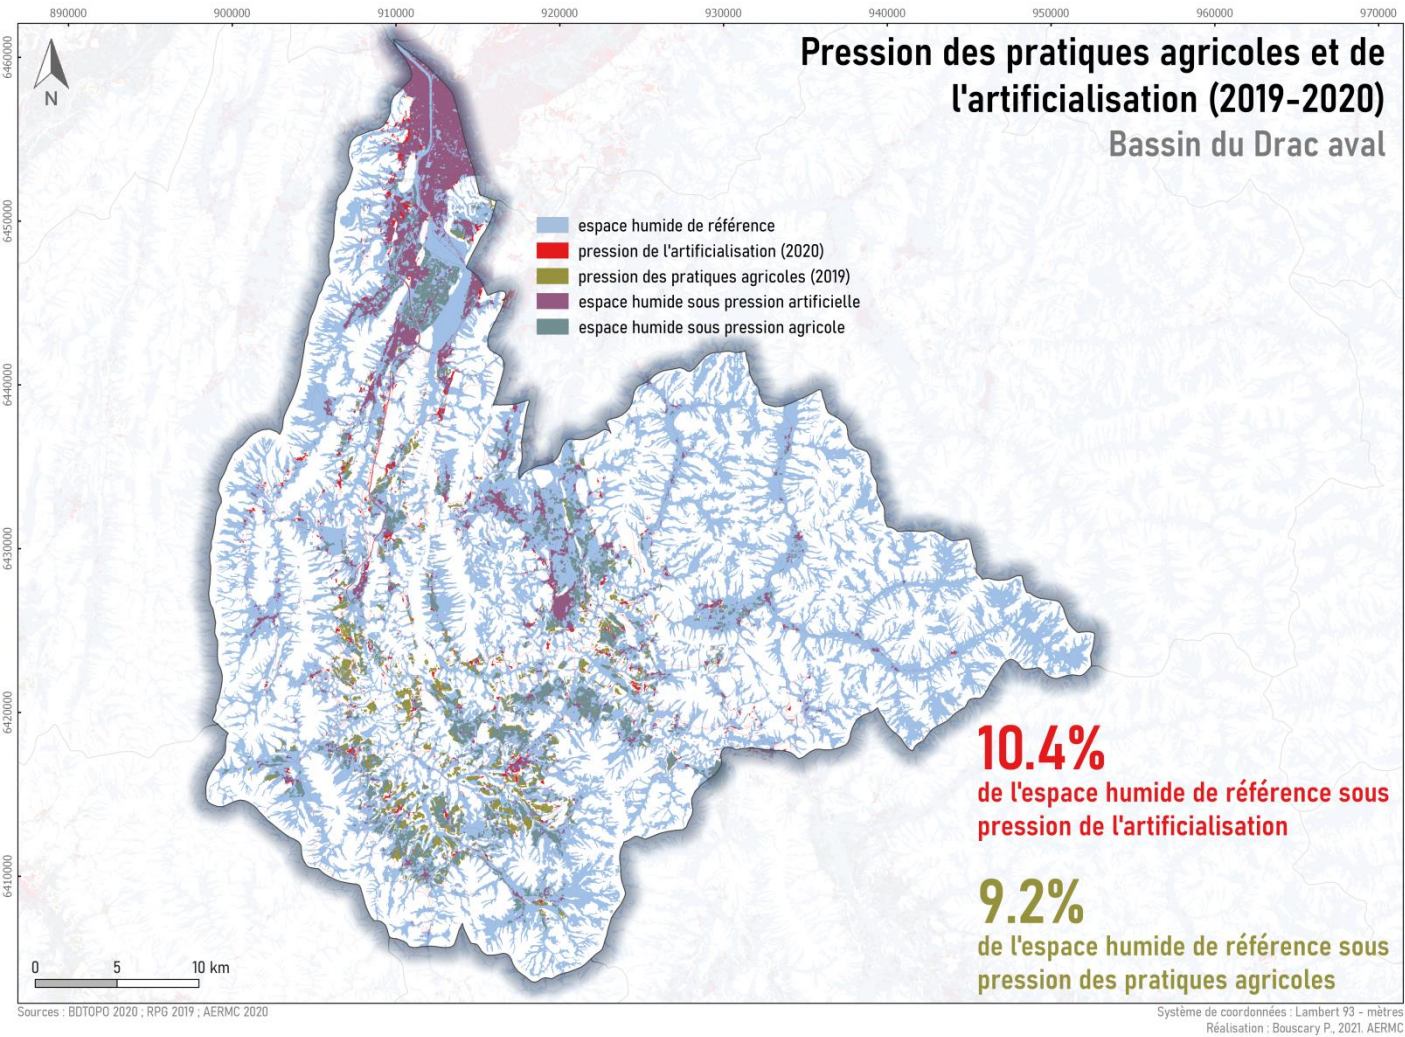 890000 900000 910000 920000 930000 940000 950000 960000 970000
Pression des pratiques agricoles et de
l'artificialisation (2019-2020)
Bassin du Drac aval
N
6460000
6450000
6440000
6430000
6420000
6410000
espace humide de référence
pression de l'artificialisation (2020)
pression des pratiques agricoles (2019)
espace humide sous pression artificielle
espace humide sous pression agricole
10.4%
de l'espace humide de référence sous
pression de l'artificialisation
9.2%
de l'espace humide de référence sous
pression des pratiques agricoles
0 5 10 km
Sources : BDTOPO 2020 ; RPG 2019 ; AERMC 2020
Système de coordonnées : Lambert 93 - mètres
Réalisation : Bouscary P., 2021. AERMC